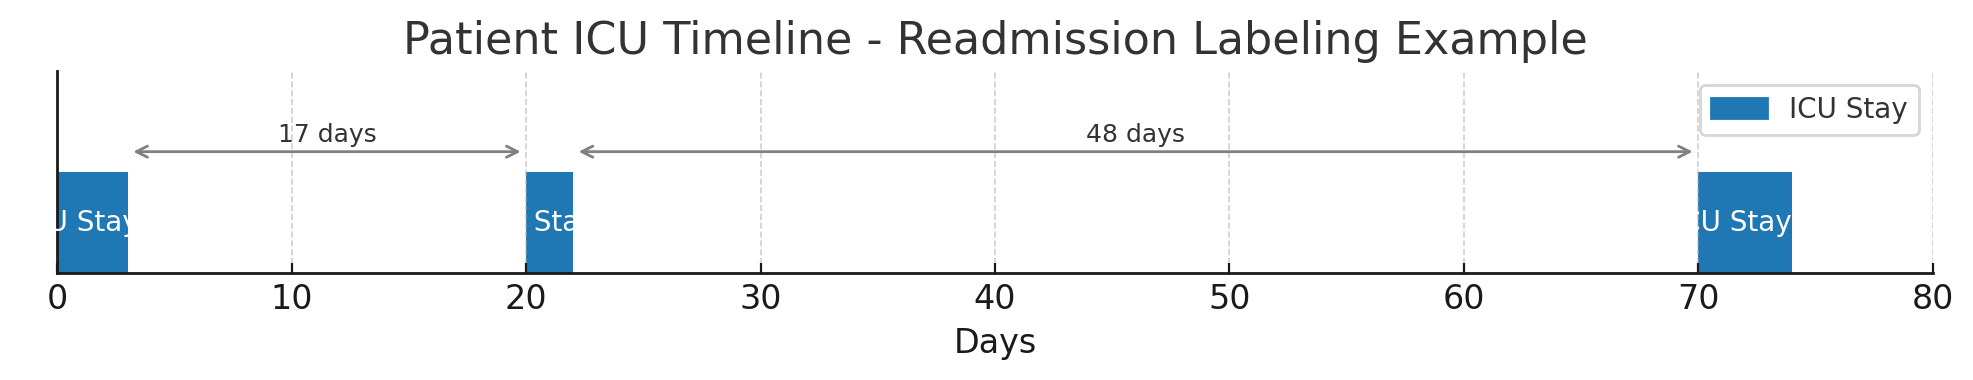 Patient ICU Timeline - Readmission Labeling Example
ICU Stay
17 days
48 days
U Stay
Sta
CU Stay
0 10 20 30 40 50 60 70 80
Days